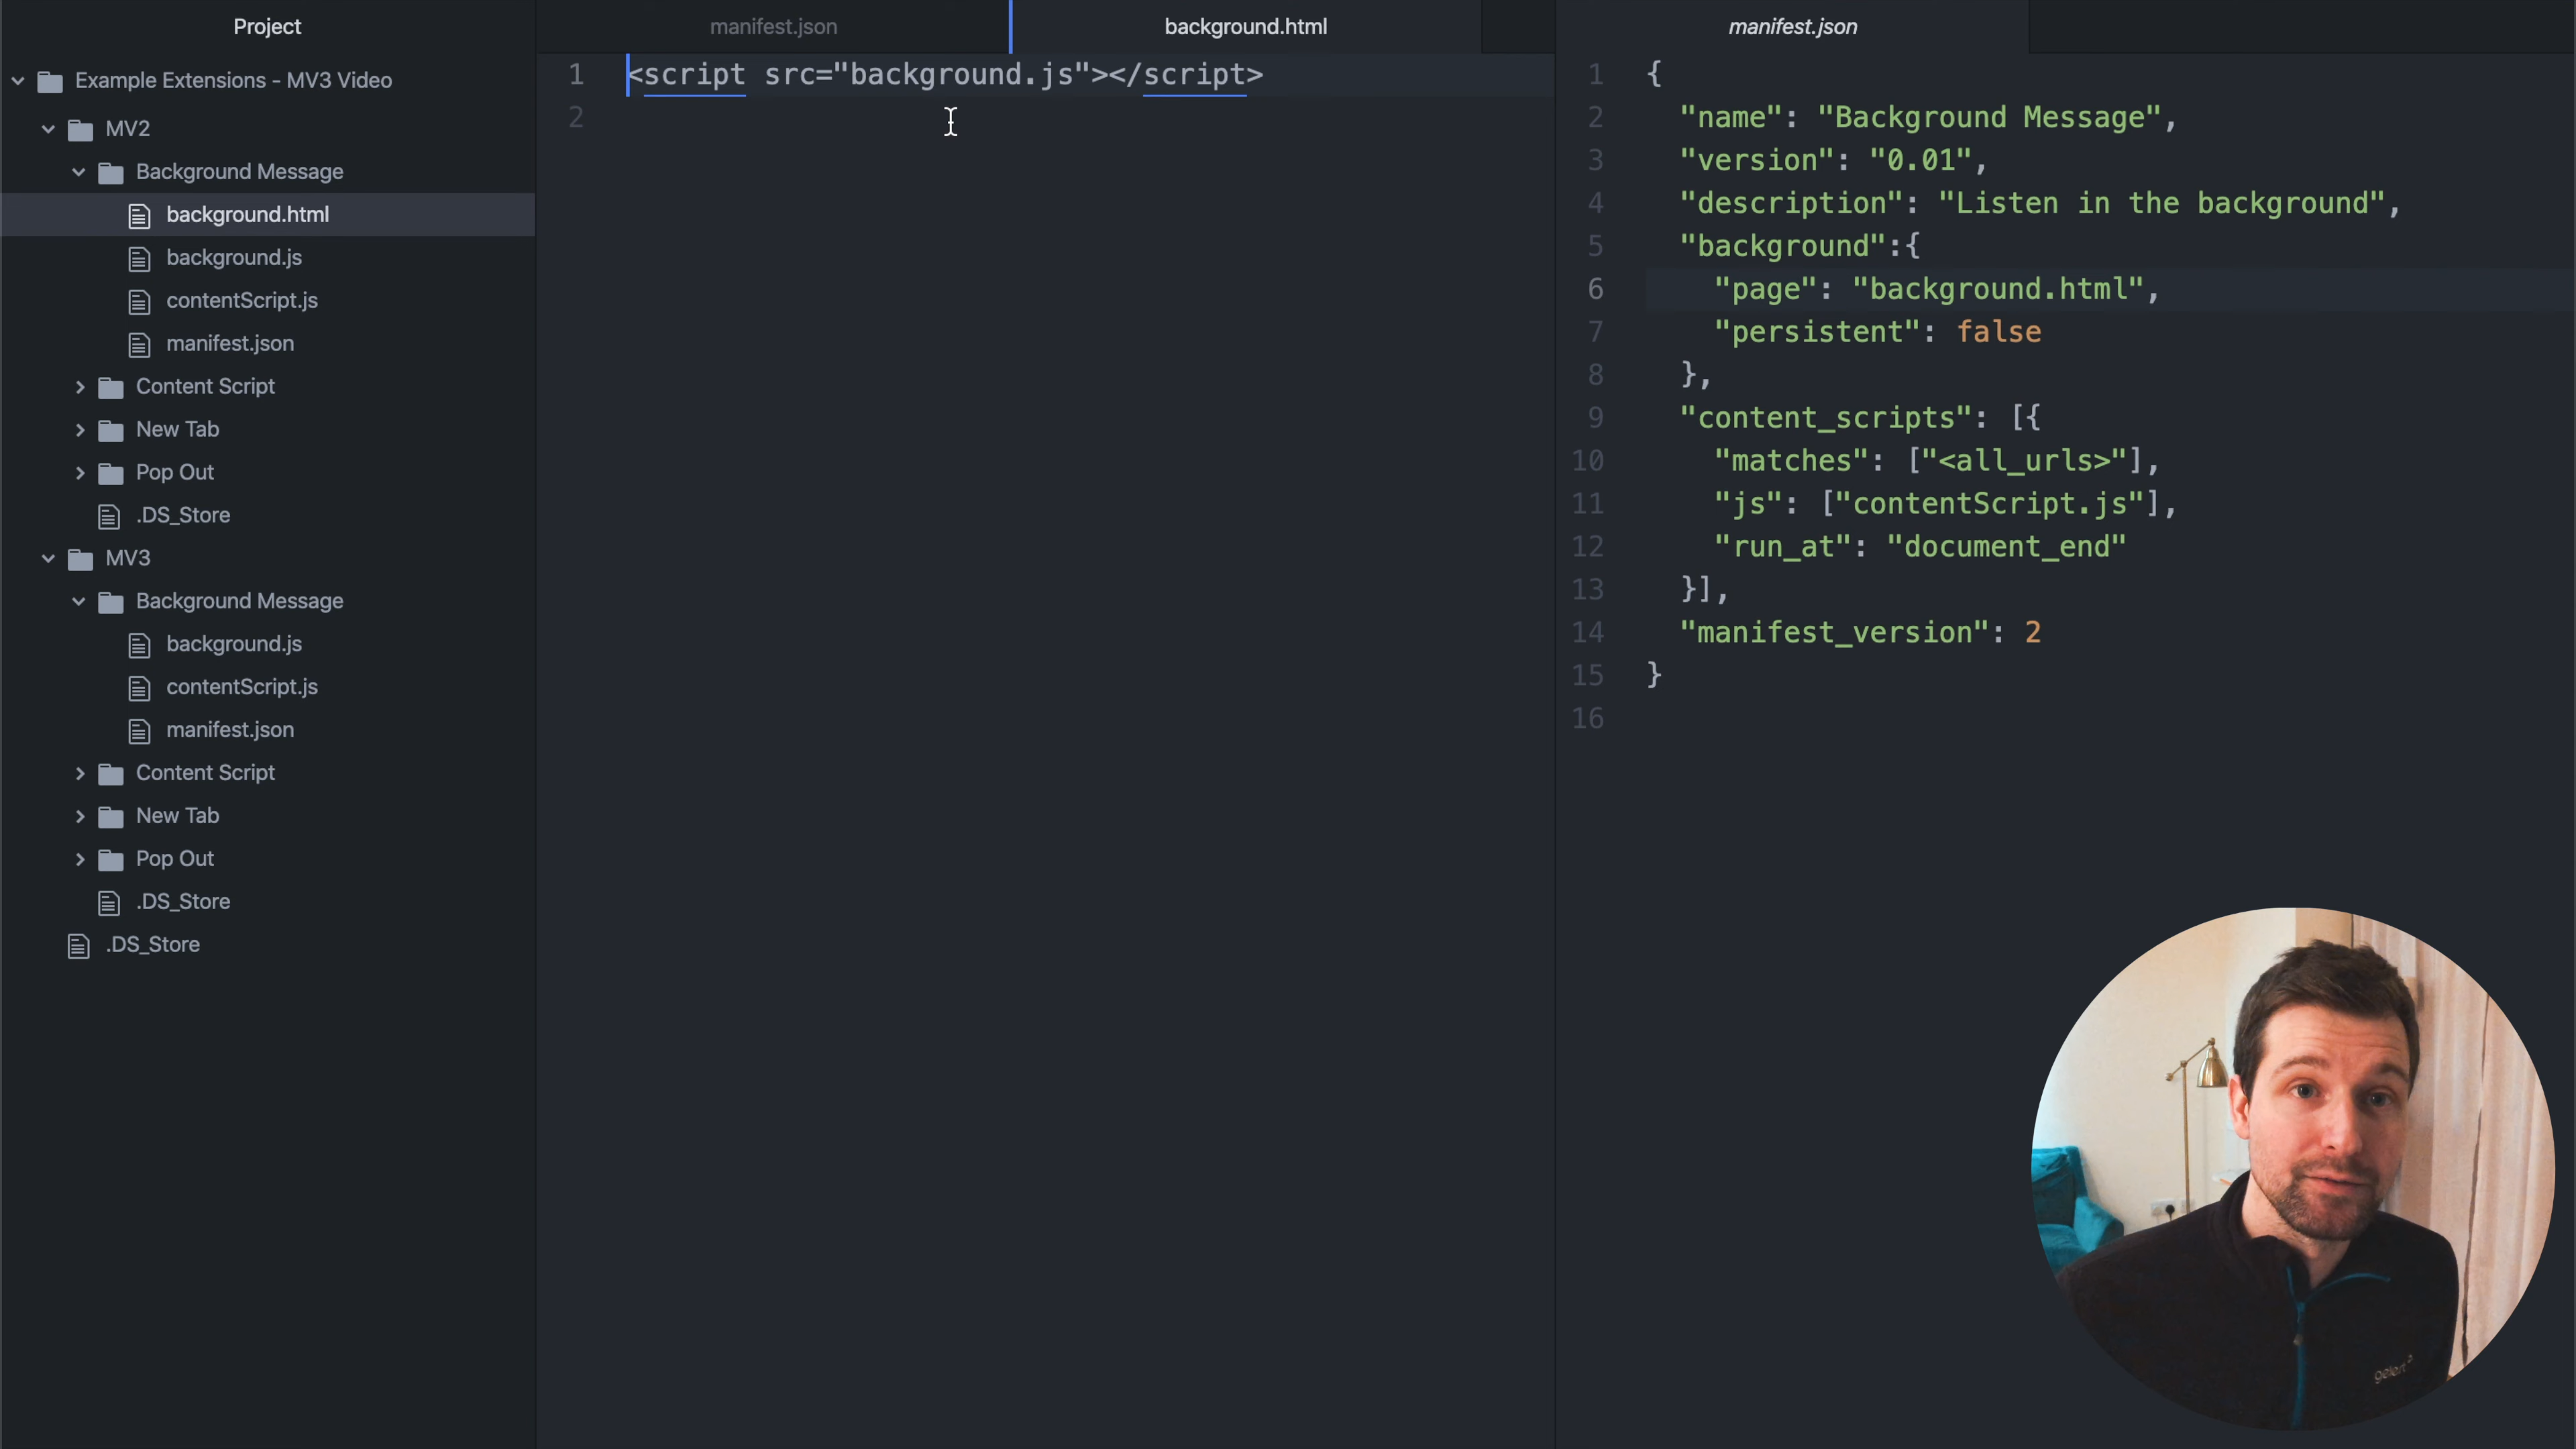 Project
Example Extensions - MV3 Video
MV2
Background Message
background.html
background.js
contentScript.js
manifest.json
Content Script
New Tab
Pop Out
.DS_Store
MV3
Background Message
background.js
contentScript.js
manifest.json
Content Script
New Tab
Pop Out
.DS_Store
.DS_Store
manifest.json
background.html
1 <script src="background.js"></script>
2
manifest.json
1 {
2 "name": "Background Message",
3 "version": "0.01",
4 "description": "Listen in the background",
5 "background":{
6 "page": "background.html",
7 "persistent": false
8 },
9 "content_scripts": [{
10 "matches": ["<all_urls>"],
11 "js": ["contentScript.js"],
12 "run_at": "document_end"
13 }],
14 "manifest_version": 2
15 }
16
gelert